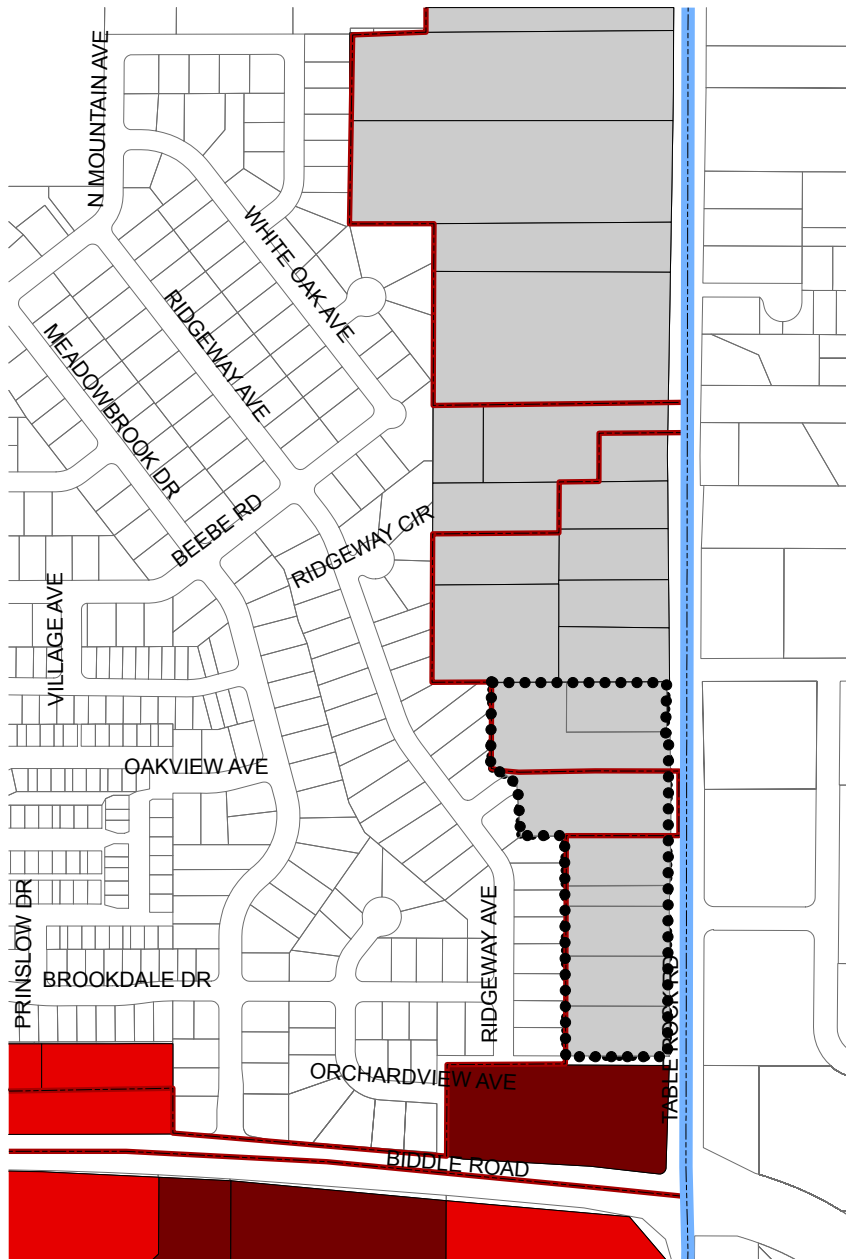 N MOUNTAIN AVE
WHITE OAK AVE
RIDGEWAY AVE
MEADOWBROOK DR
BEEBE RD
RIDGEWAY CIR
VILLAGE AVE
OAKVIEW AVE
PRINSLOW DR
BROOKDALE DR
RIDGEWAY AVE
TABLE ROCK RD
ORCHARDVIEW AVE
BIDDLE ROAD